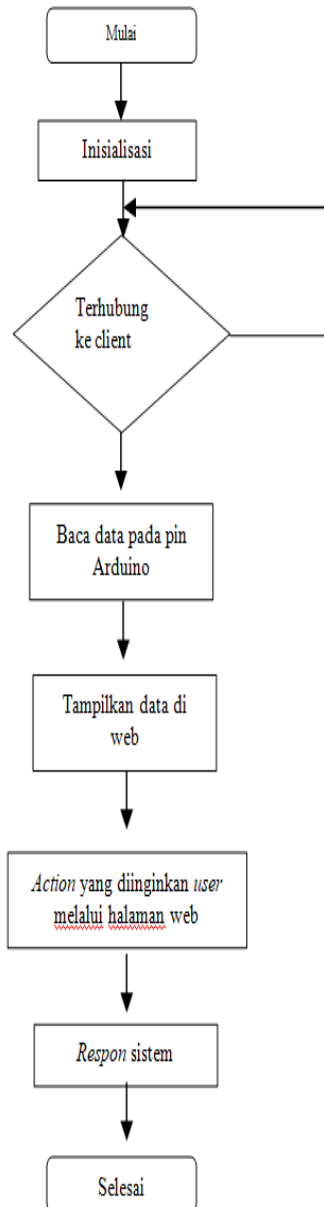 Mulai
Inisialisasi
Terhubung
ke client
Baca data pada pin
Arduino
Tampilkan data di
web
Action yang diinginkan user
melalui halaman web
Respon sistem
Selesai